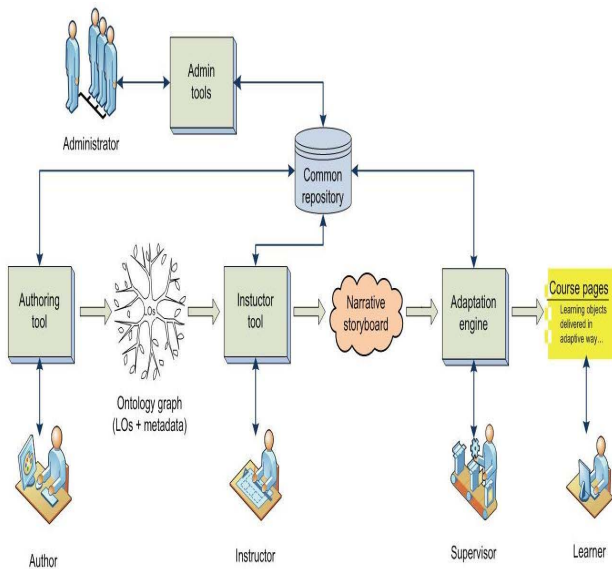 Admin
tools
Administrator
Common
repository
Authoring
tool
LOs
Instuctor
tool
Narrative
storyboard
Adaptation
engine
Course pages
Learning objects
delivered in
adaptive way...
Ontology graph
(LOs + metadata)
Author
Instructor
Supervisor
Learner